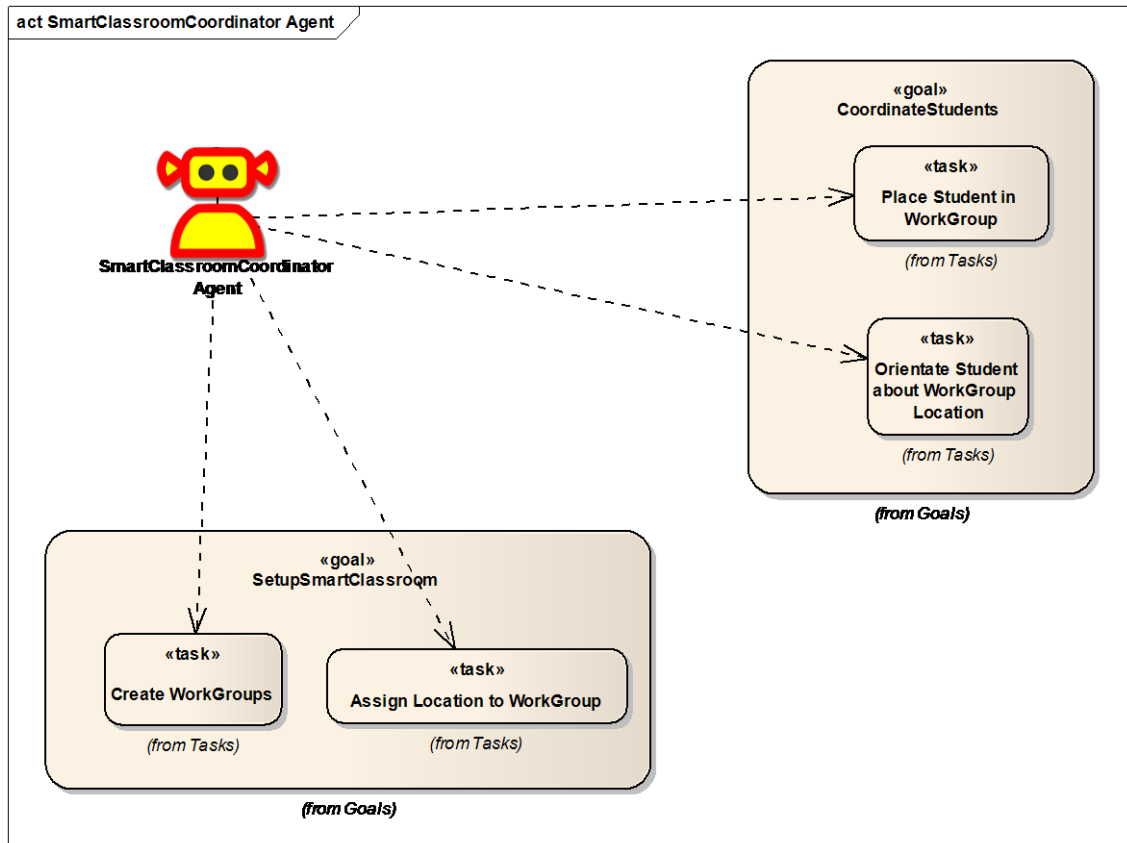 act SmartClassroomCoordinator Agent
SmartClassroomCoordinator
Agent
«goal»
CoordinateStudents
«task»
Place Student in
WorkGroup
(from Tasks)
«task»
Orientate Student
about WorkGroup
Location
(from Tasks)
(from Goals)
«goal»
SetupSmartClassroom
«task»
Create WorkGroups
(from Tasks)
«task»
Assign Location to WorkGroup
(from Tasks)
(from Goals)